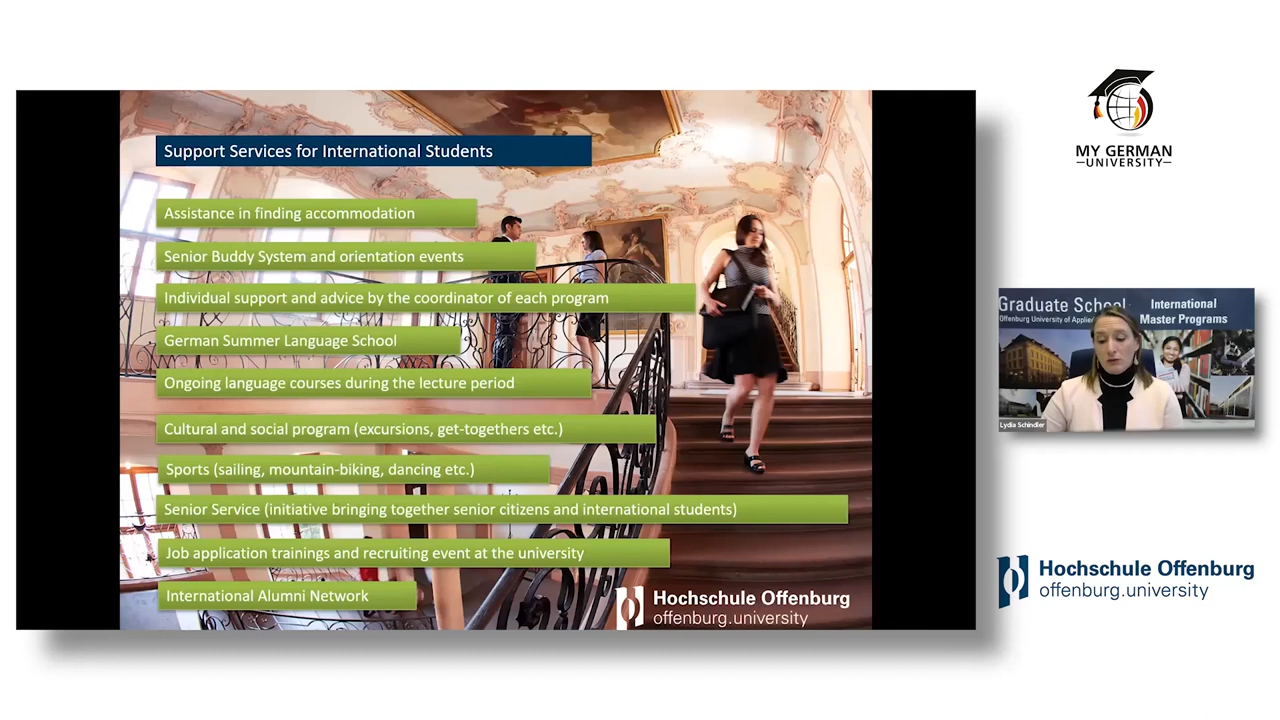 Support Services for International Students
Assistance in finding accommodation
Senior Buddy System and orientation events
Individual support and advice by the coordinator of each program
German Summer Language School
Ongoing language courses during the lecture period
Cultural and social program (excursions, get-togethers etc.)
Sports (sailing, mountain-biking, dancing etc.)
Senior Service (initiative bringing together senior citizens and international students)
Job application trainings and recruiting event at the university
International Alumni Network
Hochschule Offenburg
offenburg.university
MY GERMAN
UNIVERSITY
Graduate School
Offenburg University of
International
Master Programs
Lydia Schindler
Hochschule Offenburg
offenburg.university